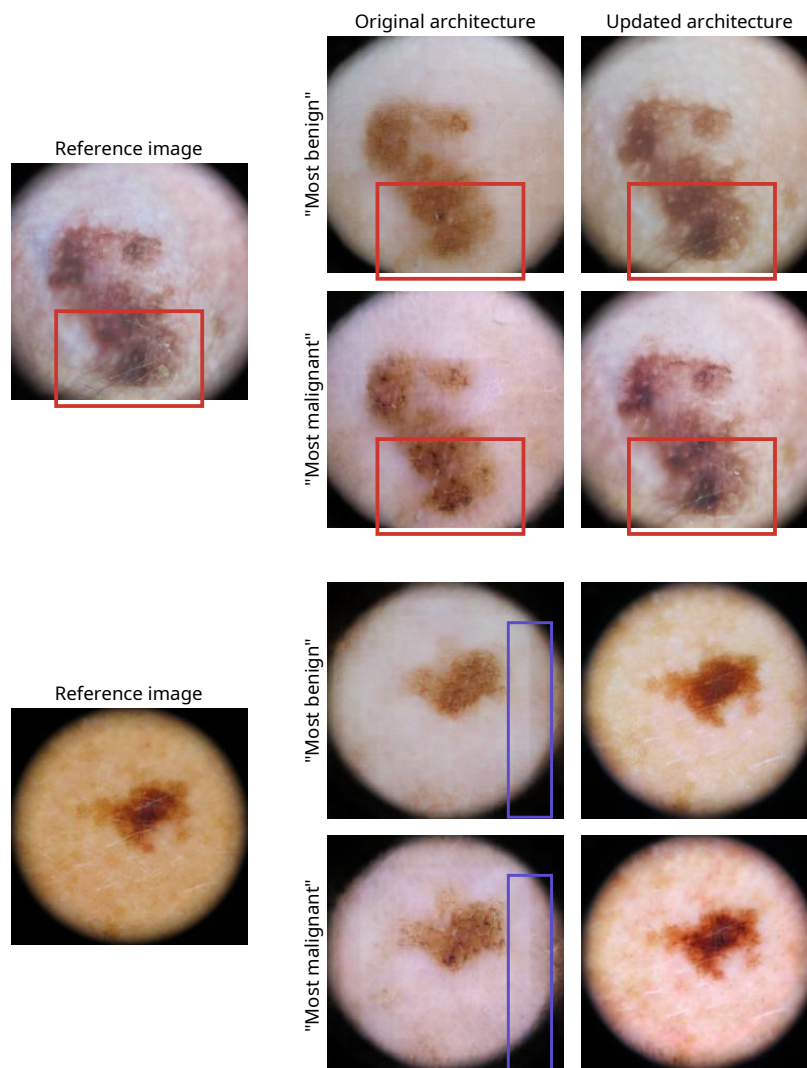 Original architecture
Updated architecture
Reference image
"Most benign"
"Most malignant"
Reference image
"Most benign"
"Most malignant"